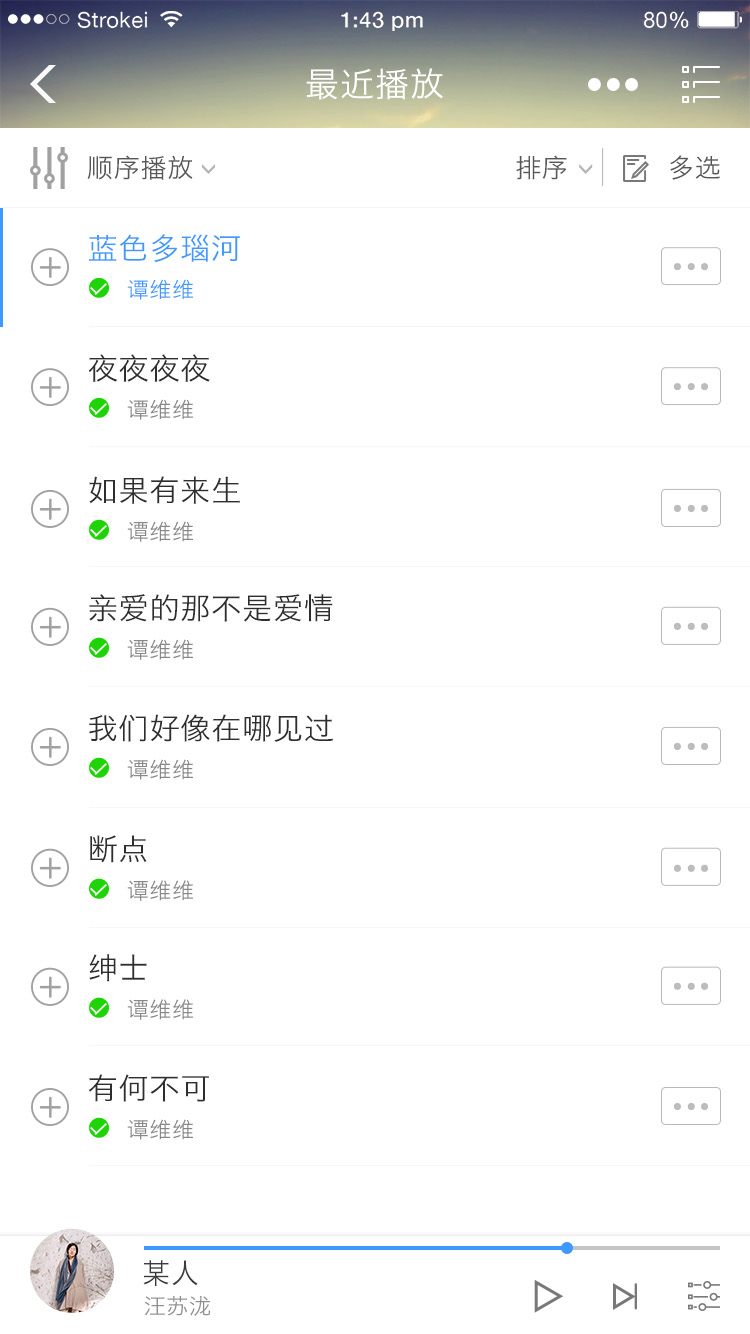 Strokei 1:43 pm 80%
最近播放
顺序播放 排序 多选
蓝色多瑙河
谭维维
夜夜夜夜
谭维维
如果有来生
谭维维
亲爱的那不是爱情
谭维维
我们好像在哪见过
谭维维
断点
谭维维
绅士
谭维维
有何不可
谭维维
某人
汪苏泷